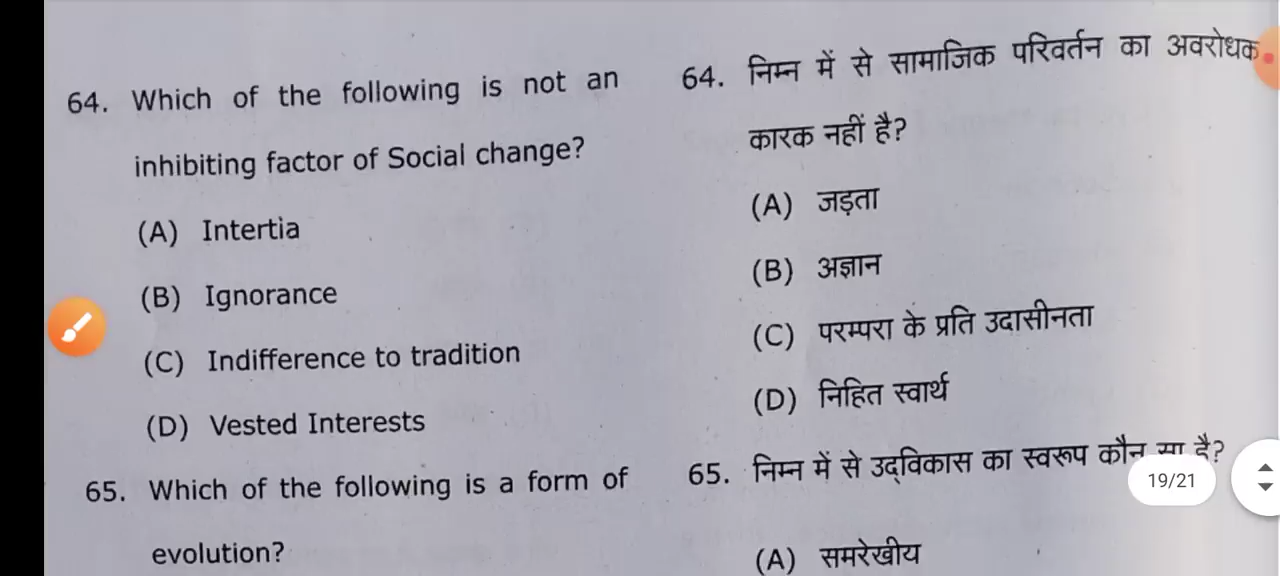 64. Which of the following is not an
inhibiting factor of Social change?
(A) Intertia
(B) Ignorance
(C) Indifference to tradition
(D) Vested Interests
65. Which of the following is a form of
evolution?
64. निम्न में से सामाजिक परिवर्तन का अवरोधक
कारक नहीं है?
(A) जड़ता
(B) अज्ञान
(C) परम्परा के प्रति उदासीनता
(D) निहित स्वार्थ
65. निम्न में से उद्विकास का स्वरूप कौन सा है?
(A) समरेखीय
19/21